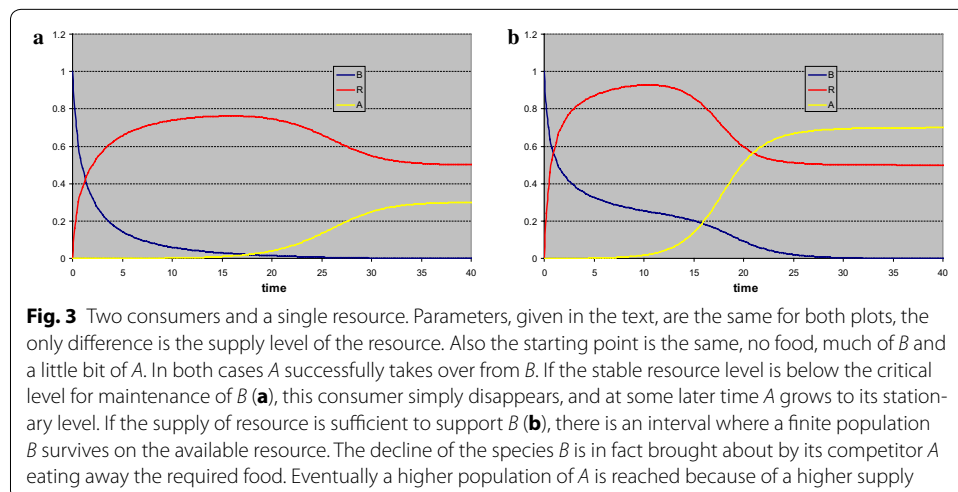 a
b
1.2
1
0.8
0.6
0.4
0.2
0
0 5 10 15 20 25 30 35 40
time
B
R
A
1.2
1
0.8
0.6
0.4
0.2
0
0 5 10 15 20 25 30 35 40
time
B
R
A
Fig. 3 Two consumers and a single resource. Parameters, given in the text, are the same for both plots, the
only difference is the supply level of the resource. Also the starting point is the same, no food, much of B and
a little bit of A. In both cases A successfully takes over from B. If the stable resource level is below the critical
level for maintenance of B (a), this consumer simply disappears, and at some later time A grows to its station-
ary level. If the supply of resource is sufficient to support B (b), there is an interval where a finite population
B survives on the available resource. The decline of the species B is in fact brought about by its competitor A
eating away the required food. Eventually a higher population of A is reached because of a higher supply